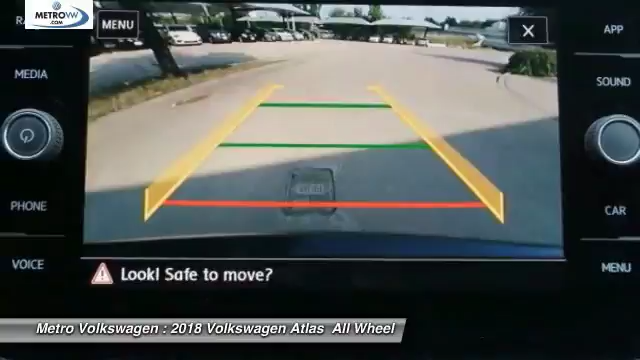 METROVW
.COM
MENU
X
APP
MEDIA
SOUND
PHONE
CAR
VOICE
MENU
Look! Safe to move?
Metro Volkswagen : 2018 Volkswagen Atlas All Wheel